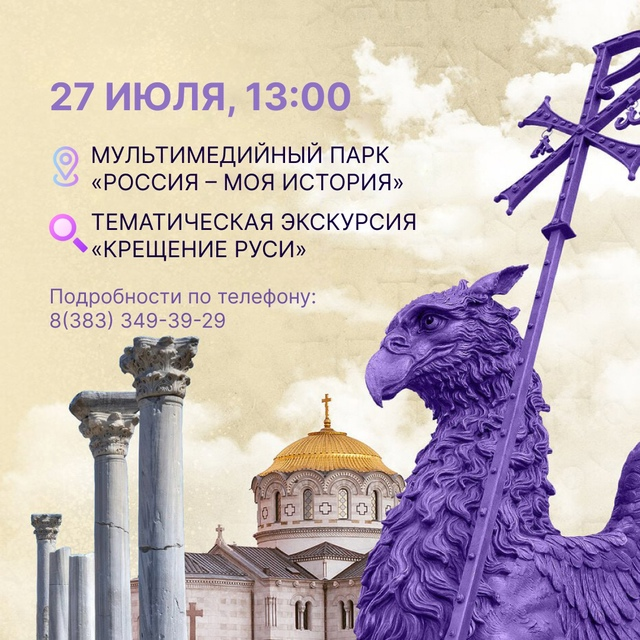 27 ИЮЛЯ, 13:00
МУЛЬТИМЕДИЙНЫЙ ПАРК
«РОССИЯ – МОЯ ИСТОРИЯ»
ТЕМАТИЧЕСКАЯ ЭКСКУРСИЯ
«КРЕЩЕНИЕ РУСИ»
Подробности по телефону:
8(383) 349-39-29